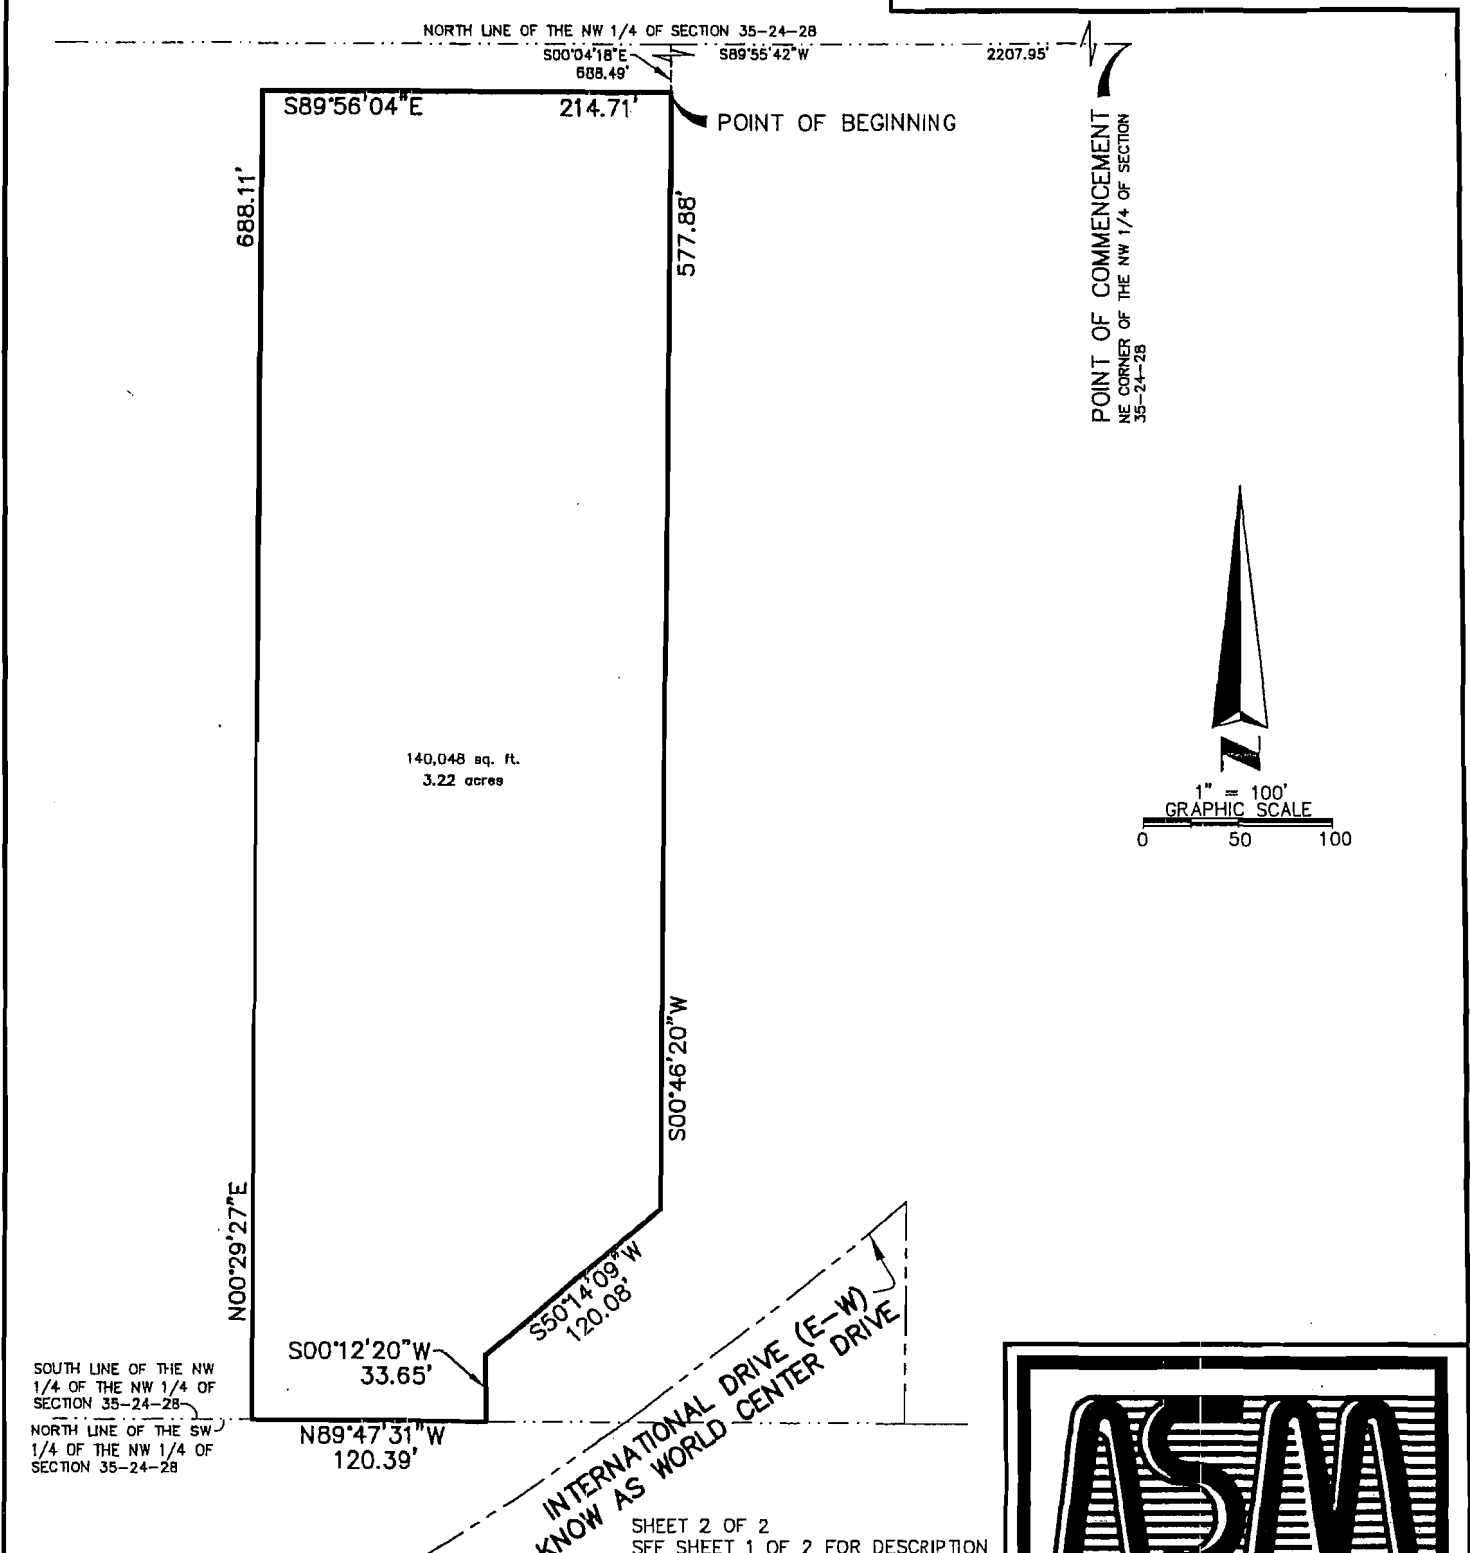 NORTH LINE OF THE NW 1/4 OF SECTION 35-24-28
S00°04'18"E
688.49'
S89°55'42"W
2207.95'
S89°56'04"E
214.71'
POINT OF BEGINNING
688.11'
577.88'
POINT OF COMMENCEMENT
NE CORNER OF THE NW 1/4 OF SECTION
35-24-28
140,048 sq. ft.
3.22 acres
N
1" = 100'
GRAPHIC SCALE
0 50 100
S00°46'20"W
N00°29'27"E
S50°14'09"W
120.08'
S00°12'20"W
33.65'
SOUTH LINE OF THE NW
1/4 OF THE NW 1/4 OF
SECTION 35-24-28
NORTH LINE OF THE SW
1/4 OF THE NW 1/4 OF
SECTION 35-24-28
N89°47'31"W
120.39'
INTERNATIONAL DRIVE (E-W)
KNOW AS WORLD CENTER DRIVE
SHEET 2 OF 2
SEE SHEET 1 OF 2 FOR DESCRIPTION
ASM